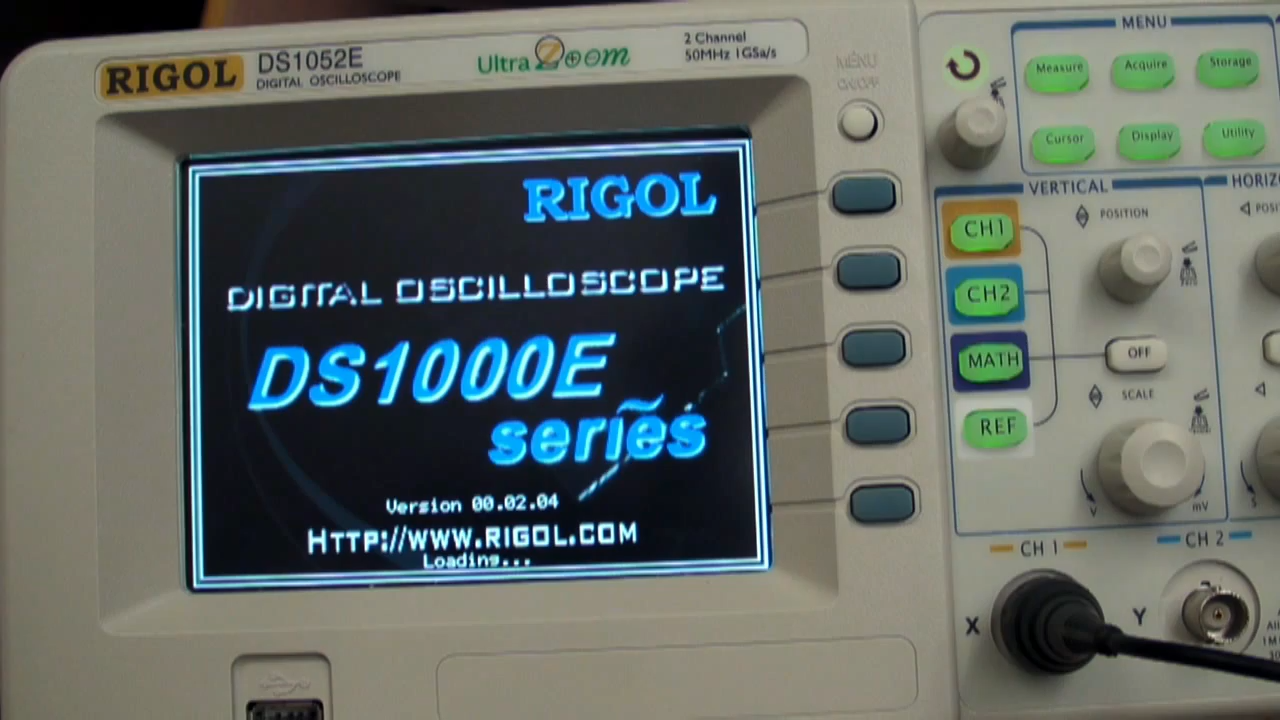 RIGOL
DS1052E
DIGITAL OSCILLOSCOPE
Ultra Zoom
2 Channel
50MHz 1GSa/s
MENU
ON/OFF
RIGOL
DIGITAL OSCILLOSCOPE
DS1000E
series
Version 00.02.04
HTTP://WWW.RIGOL.COM
Loading...
MENU
Measure
Acquire
Storage
Cursor
Display
Utility
VERTICAL
POSITION
CH1
CH2
MATH
OFF
REF
SCALE
V
mV
CH 1
CH 2
X
Y